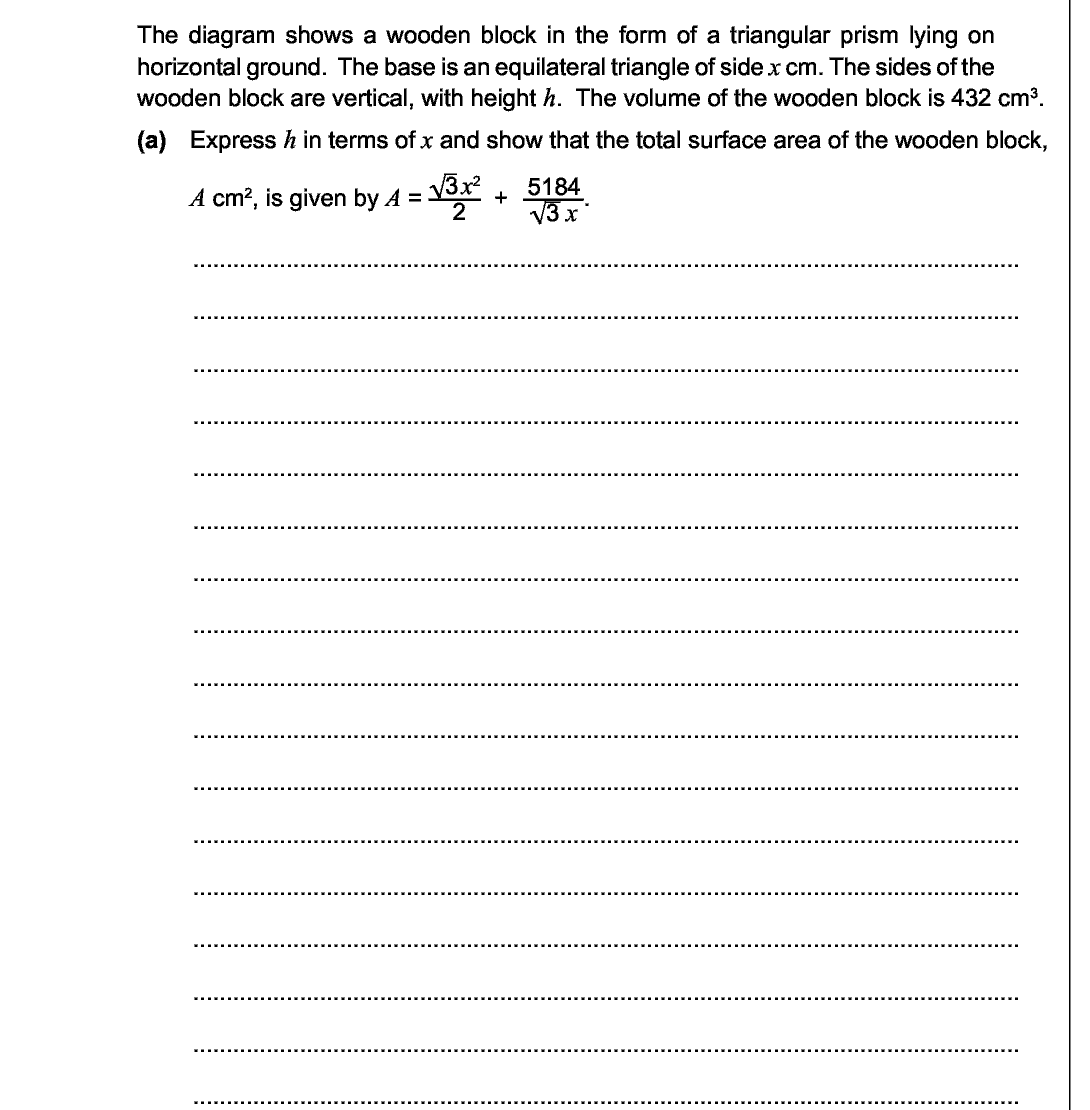 The diagram shows a wooden block in the form of a triangular prism lying on
horizontal ground. The base is an equilateral triangle of side x cm. The sides of the
wooden block are vertical, with height h. The volume of the wooden block is 432 cm³.
(a) Express h in terms of x and show that the total surface area of the wooden block,
A cm², is given by A = √3x²/2 + 5184/√3 x.